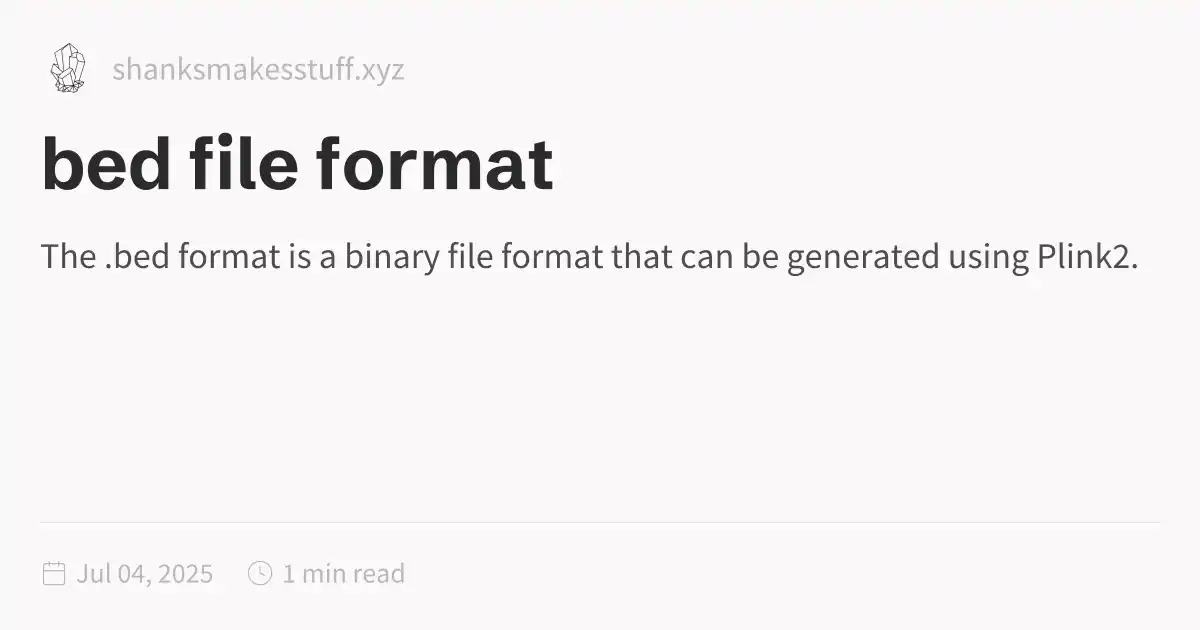 shanksmakesstuff.xyz
bed file format
The .bed format is a binary file format that can be generated using Plink2.
Jul 04, 2025 1 min read